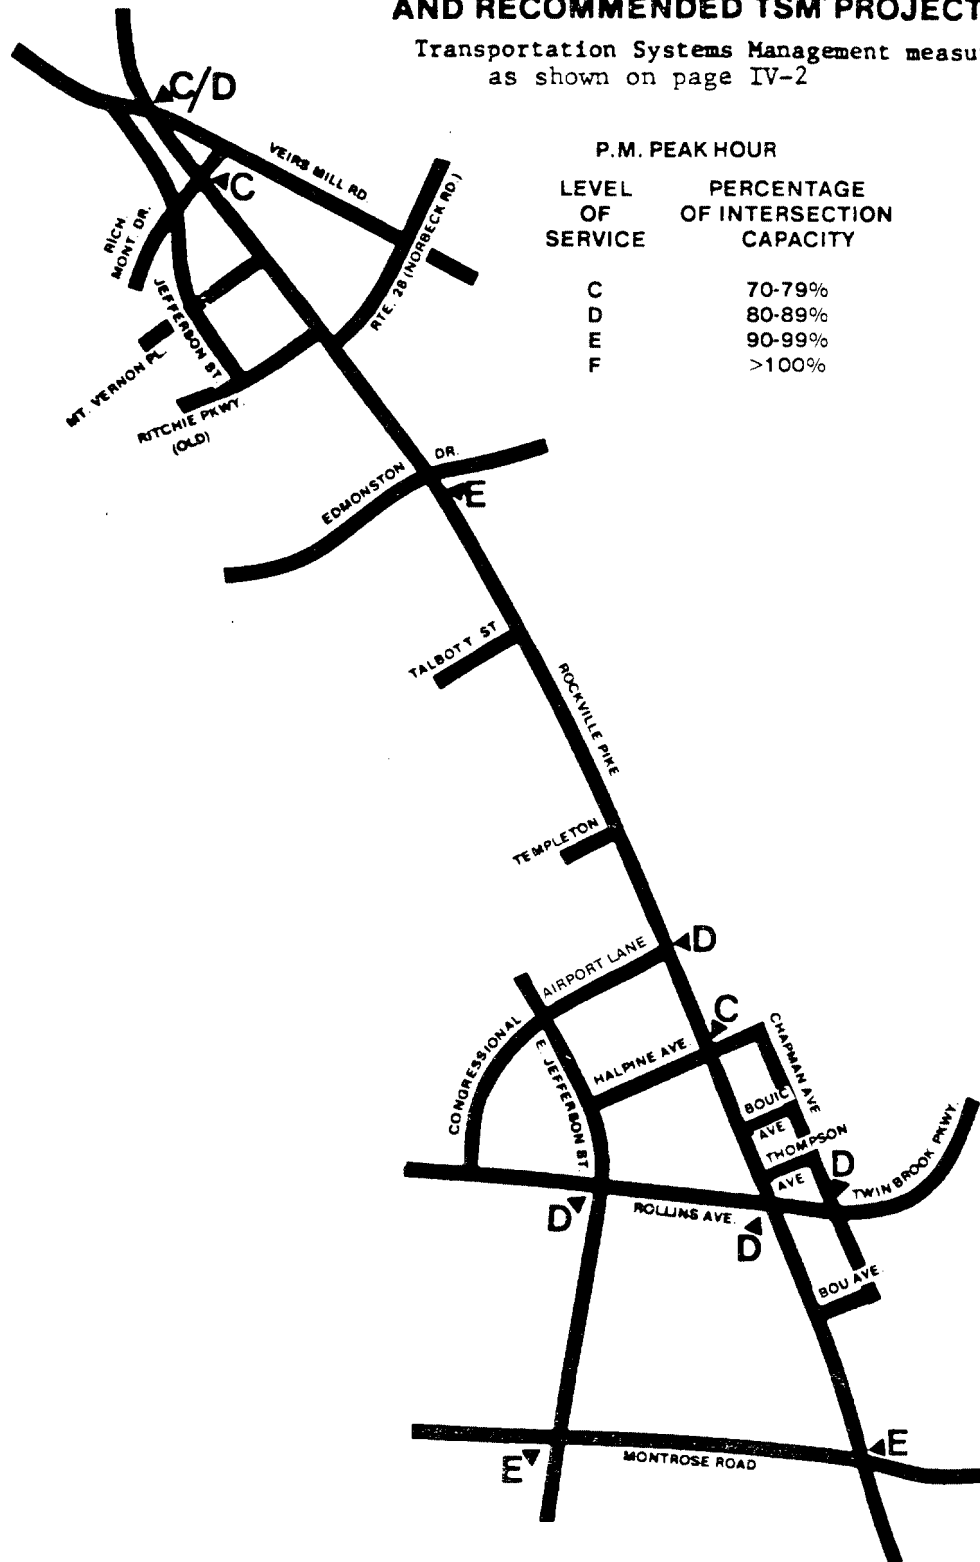 AND RECOMMENDED TSM PROJECT
Transportation Systems Management measu
as shown on page IV-2
P.M. PEAK HOUR
LEVEL OF SERVICE
PERCENTAGE OF INTERSECTION CAPACITY
C 70-79%
D 80-89%
E 90-99%
F >100%
C/D
VEIRS MILL RD.
C
RICH
MONT. DR.
RTE. 28 (NORBECK RD.)
JEFFERSON ST.
MT. VERNON PL.
RITCHIE PKWY.
(OLD)
EDMONSTON DR.
E
TALBOTT ST
ROCKVILLE PIKE
TEMPLETON
D
AIRPORT LANE
C
CONGRESSIONAL
E. JEFFERSON ST.
HALPINE AVE.
CHAPMAN AVE
BOUIC
AVE
THOMPSON
AVE
D
TWINBROOK PKWY.
D
ROLLINS AVE.
D
BOU AVE.
E
MONTROSE ROAD
E